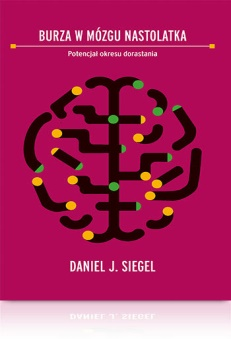 BURZA W MÓZGU NASTOLATKA
Potencjał okresu dorastania
DANIEL J. SIEGEL